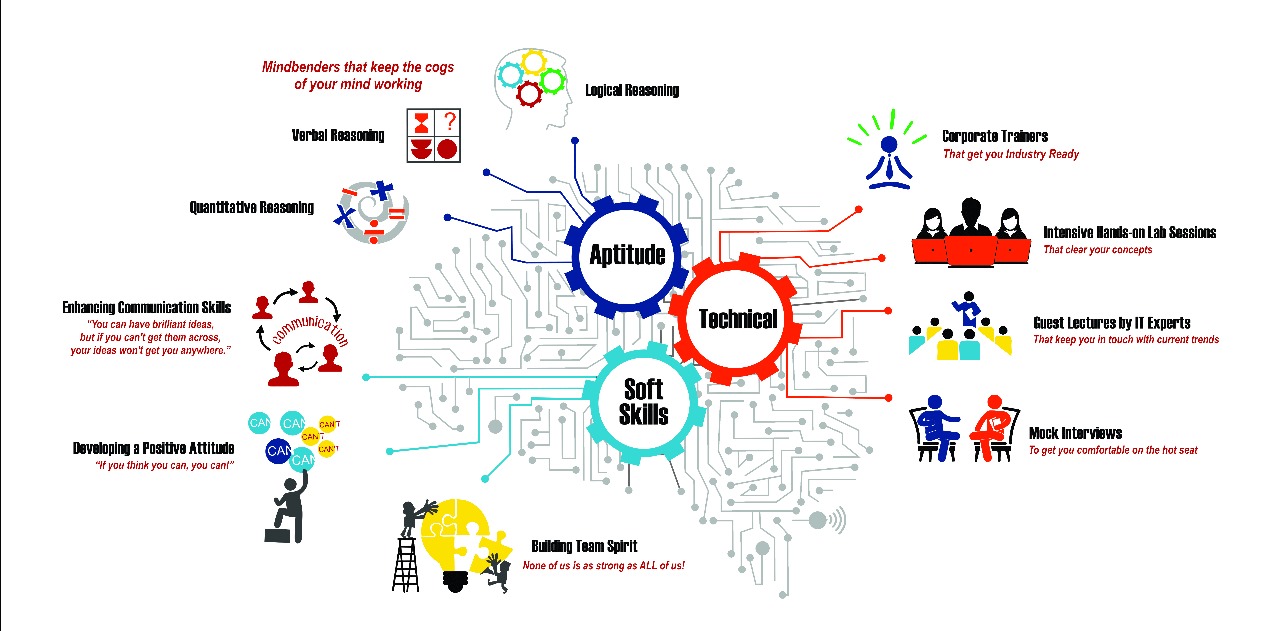 Mindbenders that keep the cogs
of your mind working
Logical Reasoning
Verbal Reasoning
?
Quantitative Reasoning
Aptitude
Technical
Soft
Skills
Corporate Trainers
That get you Industry Ready
Intensive Hands-on Lab Sessions
That clear your concepts
Guest Lectures by IT Experts
That keep you in touch with current trends
Mock Interviews
To get you comfortable on the hot seat
Enhancing Communication Skills
“You can have brilliant ideas,
but if you can't get them across,
your ideas won't get you anywhere.”
communication
Developing a Positive Attitude
“If you think you can, you can!”
CAN
CAN
CAN'T
CAN'T
CAN
CAN'T
CAN
Building Team Spirit
None of us is as strong as ALL of us!